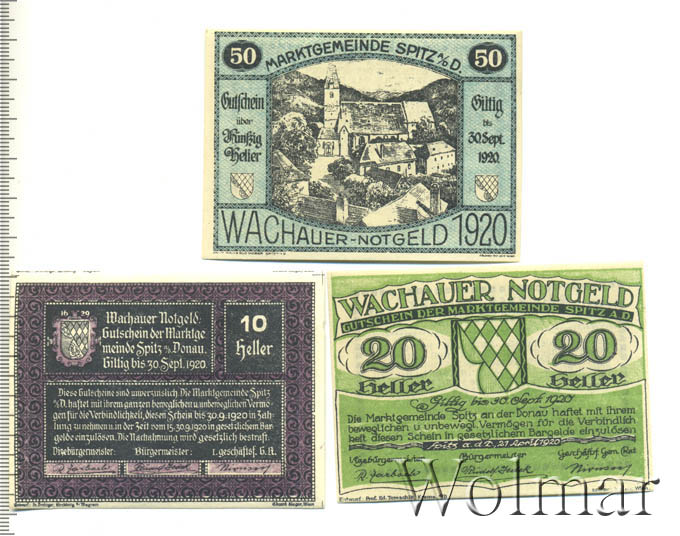 50 MARKTGEMEINDE SPITZ A/D. 50
Gutschein
über
Fünfzig
Heller
Giltig
bis
30. Sept.
1920.
WACHAUER-NOTGELD 1920
16 20
Wachauer Notgeld.
Gutschein der Marktge
meinde Spitz a/Donau.
Giltig bis 30. Sept. 1920.
10
Heller
Diese Gutscheine sind unverzinslich. Die Marktgemeinde Spitz
a/D. haftet mit ihrem ganzen beweglichen u. unbeweglichen Vermö-
gen für die Verbindlichkeit, diesen Schein bis 30.9.1920 in Zah
lung zu nehmen u. in der Zeit vom 15.-30.9.1920 in gesetzlichem Bar-
gelde einzulösen. Die Nachahmung wird gesetzlich bestraft.
Vizebürgermeister: Bürgermeister: 1. geschäftsf. G.R.
WACHAUER NOTGELD
GUTSCHEIN DER MARKTGEMEINDE SPITZ A.D.
20 20
Heller Heller
Giltig bis 30. Sept. 1920
Die Marktgemeinde Spitz an der Donau haftet mit ihrem
beweglichen u. unbewegl. Vermögen für die Verbindlich
keit diesen Schein in gesetzlichem Bargelde einzulösen
Spitz a.d.D. 21. April 1920
Bürgermeister Geschäftsf. Gem. Rat
Wolmar